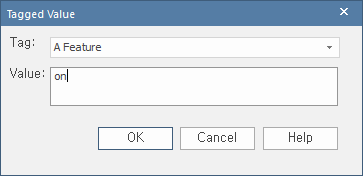 Tagged Value
Tag: A Feature
Value: on
OK Cancel Help